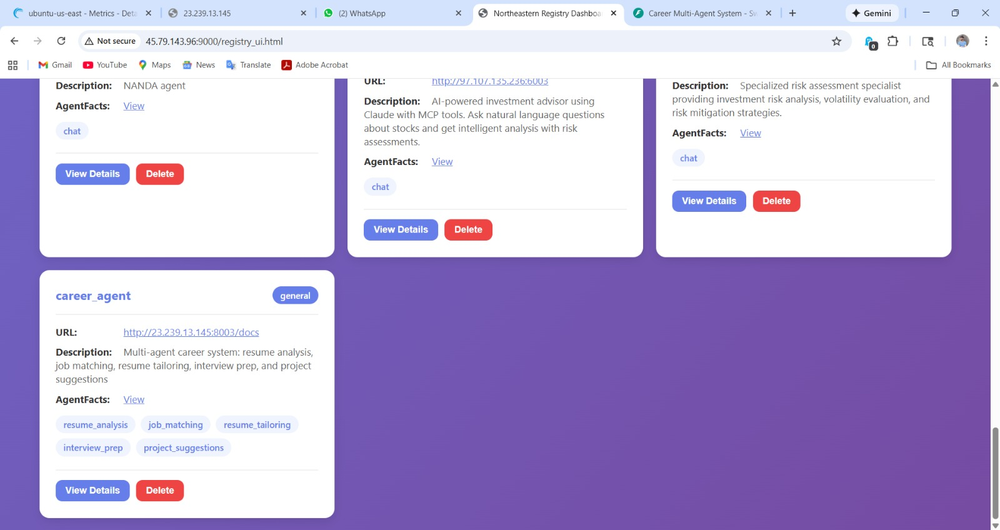 ubuntu-us-east - Metrics - Deta
23.239.13.145
(2) WhatsApp
Northeastern Registry Dashboa
Career Multi-Agent System - Sw
Gemini
Not secure
45.79.143.96:9000/registry_ui.html
0
Gmail
YouTube
Maps
News
Translate
Adobe Acrobat
All Bookmarks
Description: NANDA agent
AgentFacts: View
chat
View Details
Delete
URL: http://97.107.135.236:6003
Description: AI-powered investment advisor using
Claude with MCP tools. Ask natural language questions
about stocks and get intelligent analysis with risk
assessments.
AgentFacts: View
chat
View Details
Delete
Description: Specialized risk assessment specialist
providing investment risk analysis, volatility evaluation, and
risk mitigation strategies.
AgentFacts: View
chat
View Details
Delete
career_agent
general
URL: http://23.239.13.145:8003/docs
Description: Multi-agent career system: resume analysis,
job matching, resume tailoring, interview prep, and project
suggestions
AgentFacts: View
resume_analysis
job_matching
resume_tailoring
interview_prep
project_suggestions
View Details
Delete